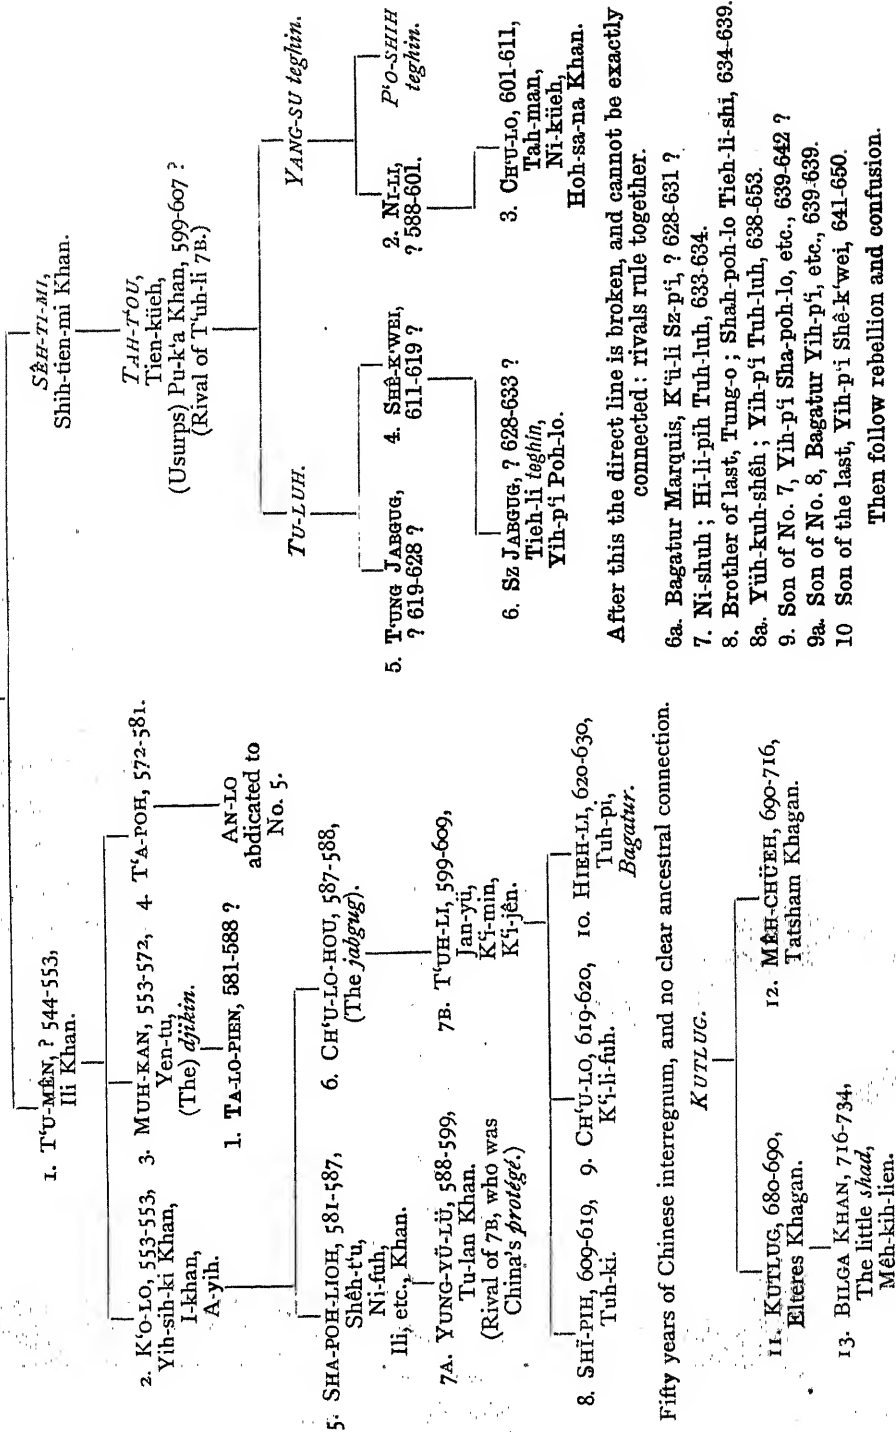 1. T‘U-MÊN, ? 544-553,
Ili Khan.
SÊH-TI-MI,
Shih-tien-mi Khan.
2. K‘O-LO, 553-553,
Yih-sih-ki Khan,
I-khan,
A-yih.
3. MUH-KAN, 553-572,
Yen-tu,
(The) djikin.
4. T‘A-POH, 572-581.
TAH-T‘OU,
Tien-küeh,
(Usurps) Pu-k‘a Khan, 599-607 ?
(Rival of T‘uh-li 7B.)
1. TA-LO-PIEN, 581-588 ?
AN-LO
abdicated to
No. 5.
TU-LUH.
YANG-SU teghin.
5. SHA-POH-LIOH, 581-587,
Shêh-t‘u,
Ni-fuh,
Ili, etc., Khan.
6. CH‘U-LO-HOU, 587-588,
(The jabgug).
5. T‘UNG JABGUG,
? 619-628 ?
4. SHÊ-K‘WEI,
611-619 ?
2. NI-LI,
? 588-601.
P‘O-SHIH
teghin.
7A. YUNG-YÜ-LÜ, 588-599,
Tu-lan Khan.
(Rival of 7B, who was
China's protégé.)
7B. T‘UH-LI, 599-609,
Jan-yü,
K‘i-min,
K‘i-jên.
6. SZ JABGUG, ? 628-633 ?
Tieh-li teghin,
Yih-p‘i Poh-lo.
3. CH‘U-LO, 601-611,
Tah-man,
Ni-küeh,
Hoh-sa-na Khan.
8. SHÏ-PIH, 609-619,
Tuh-ki.
9. CH‘U-LO, 619-620,
K‘i-li-fuh.
10. HIEH-LI, 620-630,
Tuh-pi,
Bagatur.
After this the direct line is broken, and cannot be exactly
connected: rivals rule together.
6a. Bagatur Marquis, K‘ü-li Sz-p‘i, ? 628-631 ?
7. Ni-shuh; Hi-li-pih Tuh-luh, 633-634.
8. Brother of last, Tung-o; Shah-poh-lo Tieh-li-shi, 634-639.
8a. Yüh-kuh-shêh; Yih-p‘i Tuh-luh, 638-653.
9. Son of No. 7, Yih-p‘i Sha-poh-lo, etc., 639-642 ?
9a. Son of No. 8, Bagatur Yih-p‘i, etc., 639-639.
10 Son of the last, Yih-p‘i Shê-k‘wei, 641-650.
Then follow rebellion and confusion.
Fifty years of Chinese interregnum, and no clear ancestral connection.
KUTLUG.
11. KUTLUG, 680-690,
Elteres Khagan.
12. MÊH-CHÜEH, 690-716,
Tatsham Khagan.
13. BILGA KHAN, 716-734,
The little shad,
Mêh-kih-lien.